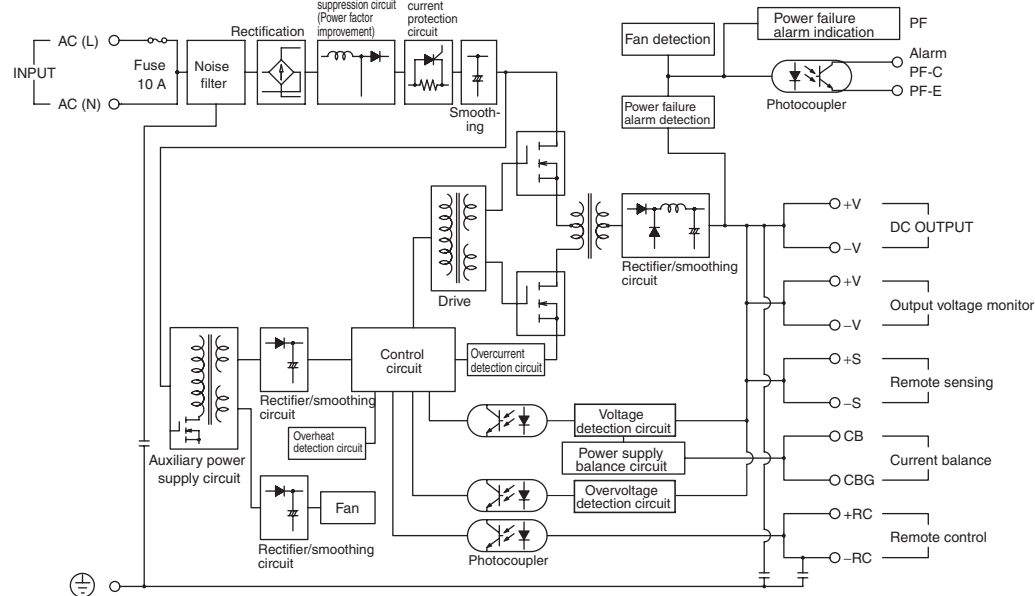 suppression circuit
(Power factor
improvement)
current
protection
circuit
Power failure
alarm indication
PF
AC (L)
Rectification
Fan detection
INPUT
Fuse
10 A
Noise
filter
Alarm
PF-C
PF-E
AC (N)
Photocoupler
Smooth-
ing
Power failure
alarm detection
+V
DC OUTPUT
–V
Rectifier/smoothing
circuit
Drive
+V
Output voltage monitor
–V
Control
circuit
Overcurrent
detection circuit
+S
Remote sensing
–S
Rectifier/smoothing
circuit
Overheat
detection circuit
Voltage
detection circuit
Power supply
balance circuit
CB
Current balance
CBG
Auxiliary power
supply circuit
Fan
Overvoltage
detection circuit
+RC
Remote control
–RC
Rectifier/smoothing
circuit
Photocoupler